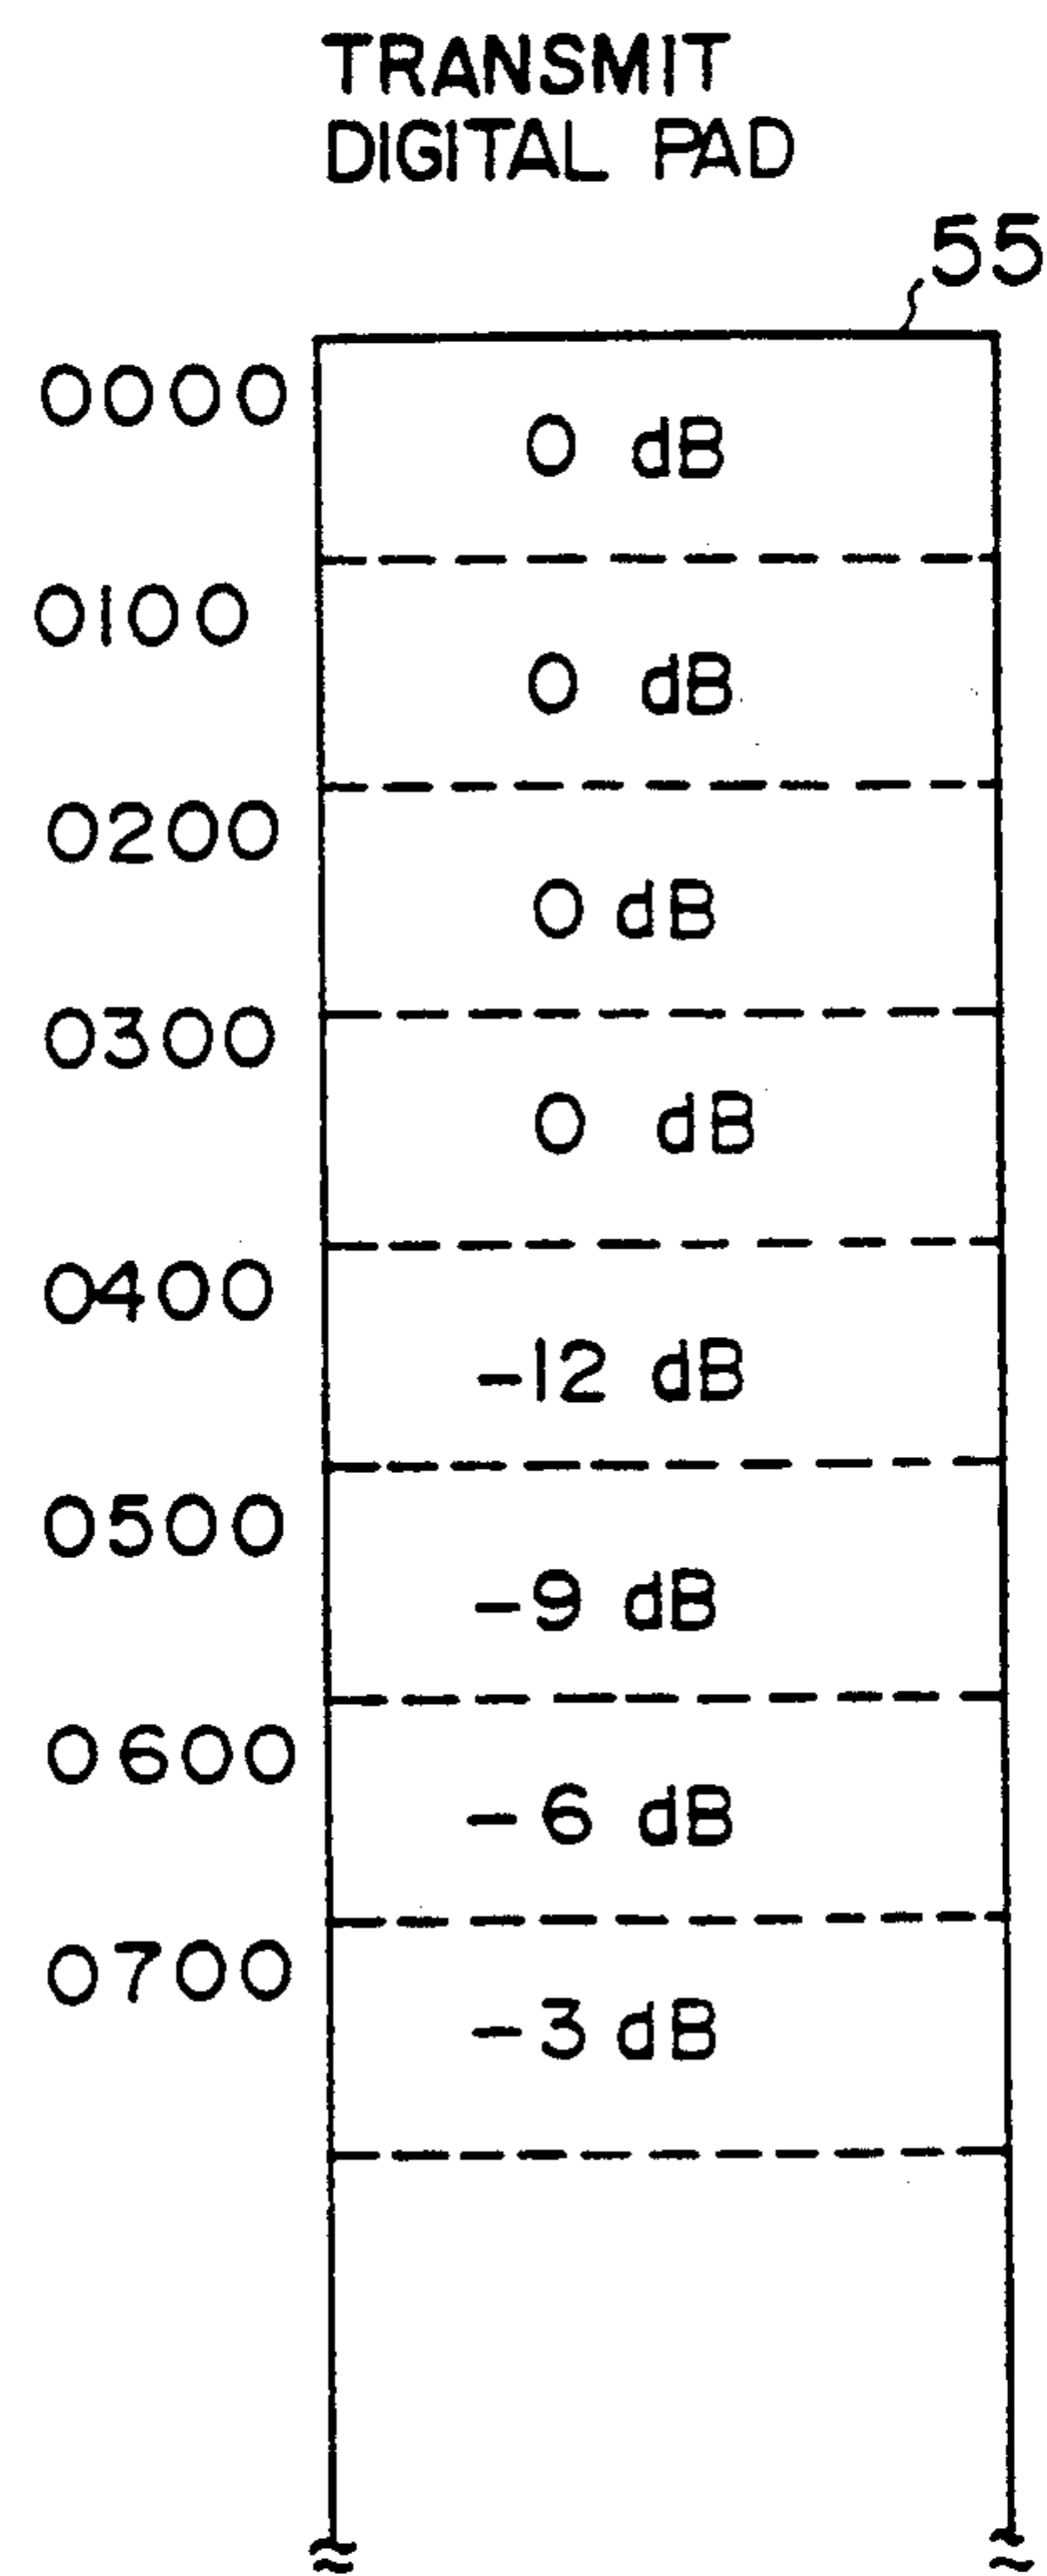 TRANSMIT
DIGITAL PAD
55
0000
0 dB
0100
0 dB
0200
0 dB
0300
0 dB
0400
-12 dB
0500
-9 dB
0600
-6 dB
0700
-3 dB